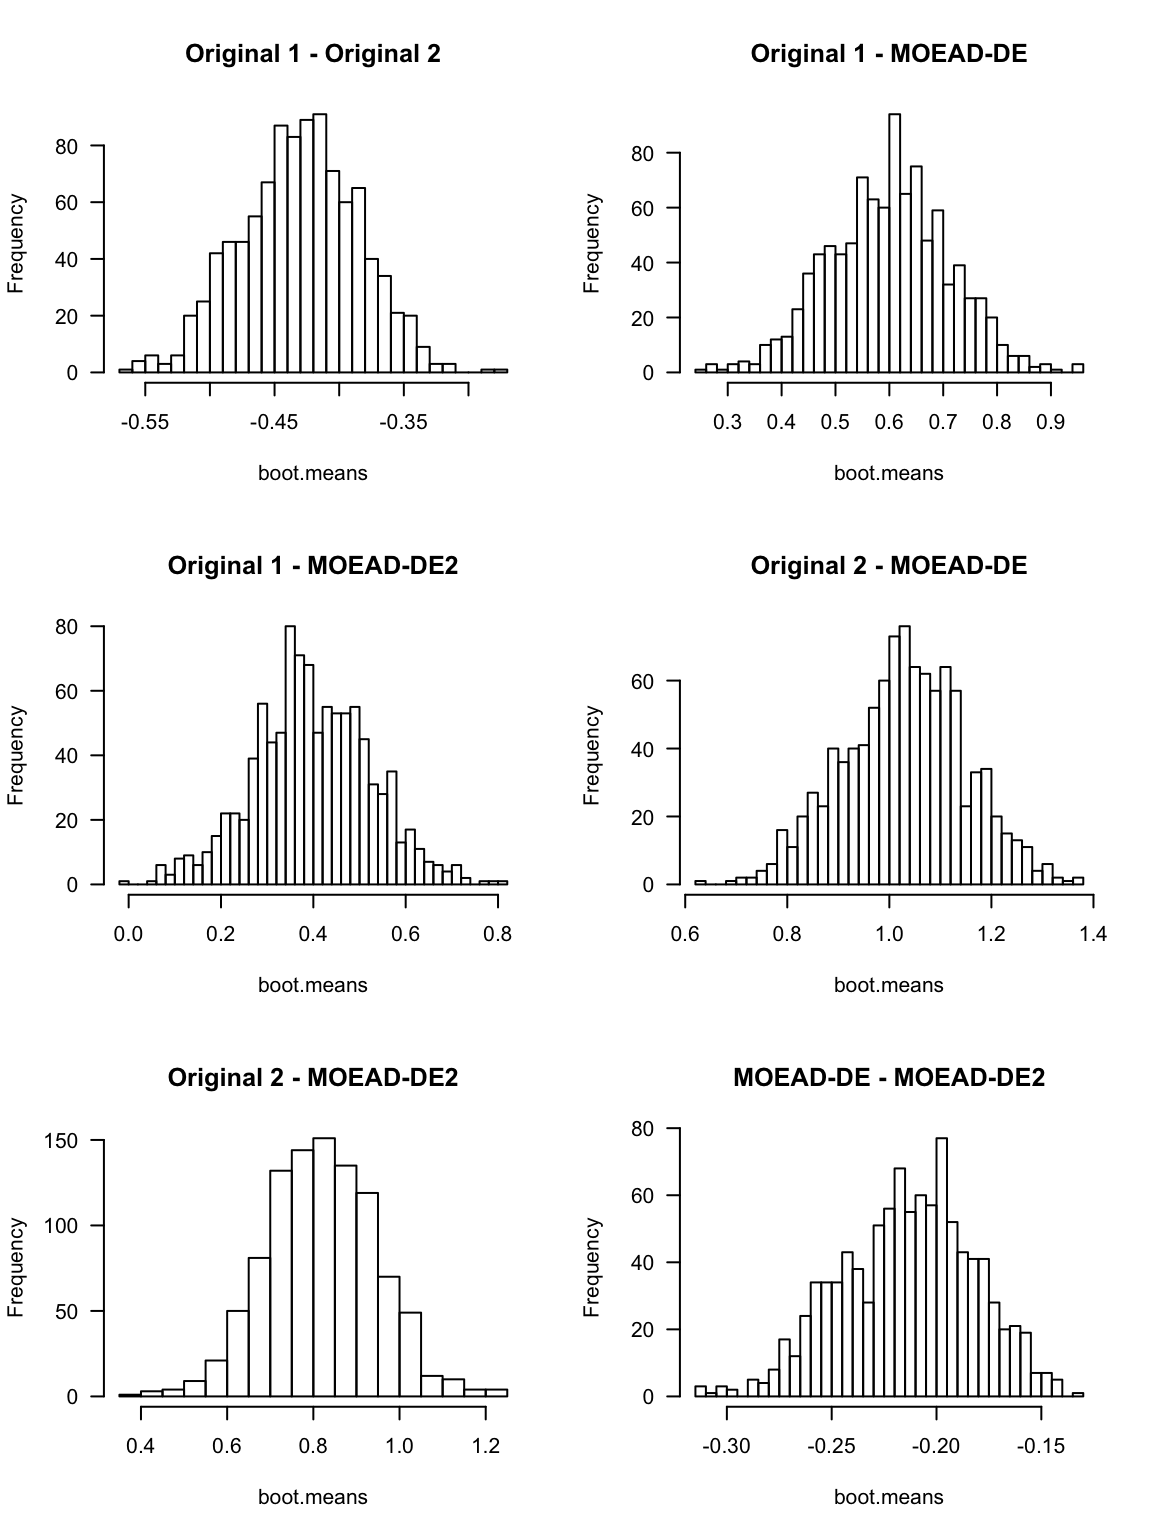 Original 1 - Original 2
Frequency
80
60
40
20
0
-0.55 -0.45 -0.35
boot.means
Original 1 - MOEAD-DE
Frequency
80
60
40
20
0
0.3 0.4 0.5 0.6 0.7 0.8 0.9
boot.means
Original 1 - MOEAD-DE2
Frequency
80
60
40
20
0
0.0 0.2 0.4 0.6 0.8
boot.means
Original 2 - MOEAD-DE
Frequency
60
40
20
0
0.6 0.8 1.0 1.2 1.4
boot.means
Original 2 - MOEAD-DE2
Frequency
150
100
50
0
0.4 0.6 0.8 1.0 1.2
boot.means
MOEAD-DE - MOEAD-DE2
Frequency
80
60
40
20
0
-0.30 -0.25 -0.20 -0.15
boot.means